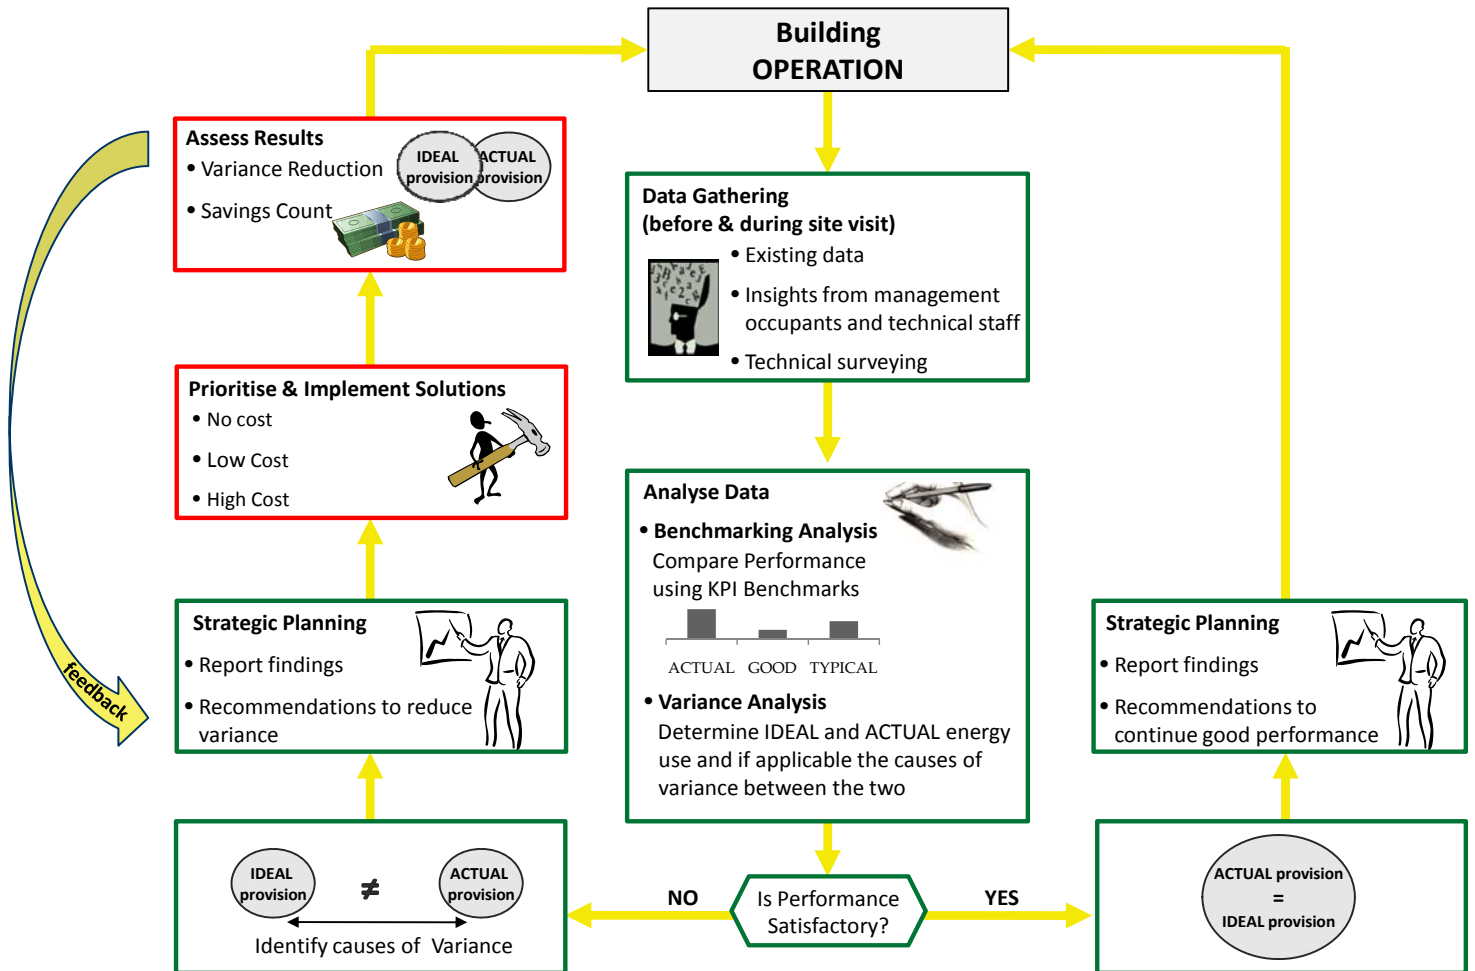 Building
OPERATION
Assess Results
• Variance Reduction
• Savings Count
IDEAL
provision
ACTUAL
provision
Data Gathering
(before & during site visit)
• Existing data
• Insights from management
occupants and technical staff
• Technical surveying
Prioritise & Implement Solutions
• No cost
• Low Cost
• High Cost
Analyse Data
• Benchmarking Analysis
Compare Performance
using KPI Benchmarks
ACTUAL GOOD TYPICAL
• Variance Analysis
Determine IDEAL and ACTUAL energy
use and if applicable the causes of
variance between the two
Strategic Planning
• Report findings
• Recommendations to reduce
variance
feedback
Strategic Planning
• Report findings
• Recommendations to
continue good performance
IDEAL
provision
≠
ACTUAL
provision
Identify causes of Variance
NO
Is Performance
Satisfactory?
YES
ACTUAL provision
=
IDEAL provision